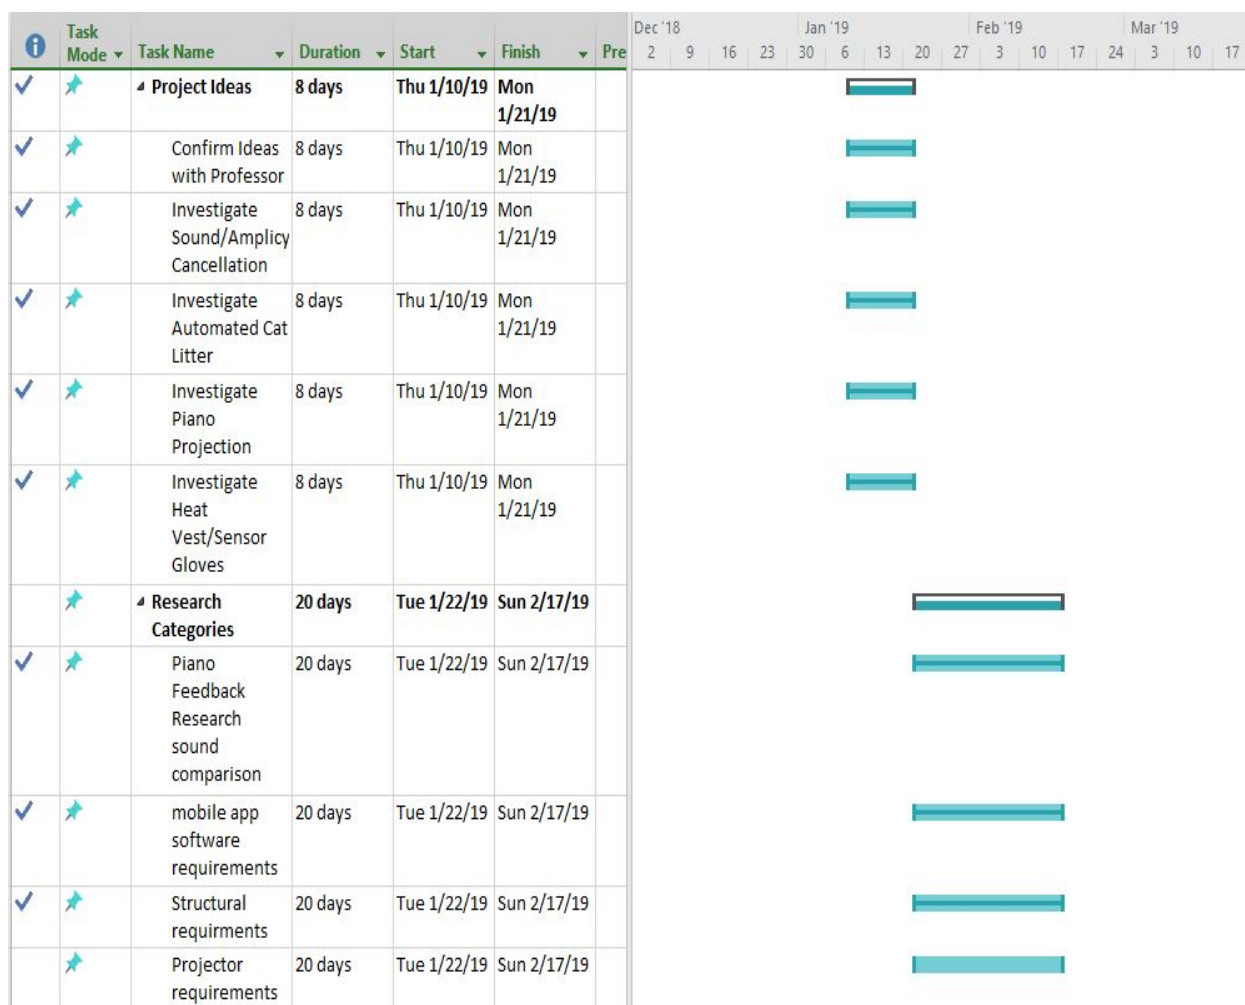 Task Mode Task Name Duration Start Finish Pre
Dec '18 Jan '19 Feb '19 Mar '19
2 9 16 23 30 6 13 20 27 3 10 17 24 3 10 17
Project Ideas 8 days Thu 1/10/19 Mon
1/21/19
Confirm Ideas 8 days Thu 1/10/19 Mon
with Professor 1/21/19
Investigate 8 days Thu 1/10/19 Mon
Sound/Amplicy 1/21/19
Cancellation
Investigate 8 days Thu 1/10/19 Mon
Automated Cat 1/21/19
Litter
Investigate 8 days Thu 1/10/19 Mon
Piano 1/21/19
Projection
Investigate 8 days Thu 1/10/19 Mon
Heat 1/21/19
Vest/Sensor
Gloves
Research 20 days Tue 1/22/19 Sun 2/17/19
Categories
Piano 20 days Tue 1/22/19 Sun 2/17/19
Feedback
Research
sound
comparison
mobile app 20 days Tue 1/22/19 Sun 2/17/19
software
requirements
Structural 20 days Tue 1/22/19 Sun 2/17/19
requirments
Projector 20 days Tue 1/22/19 Sun 2/17/19
requirements